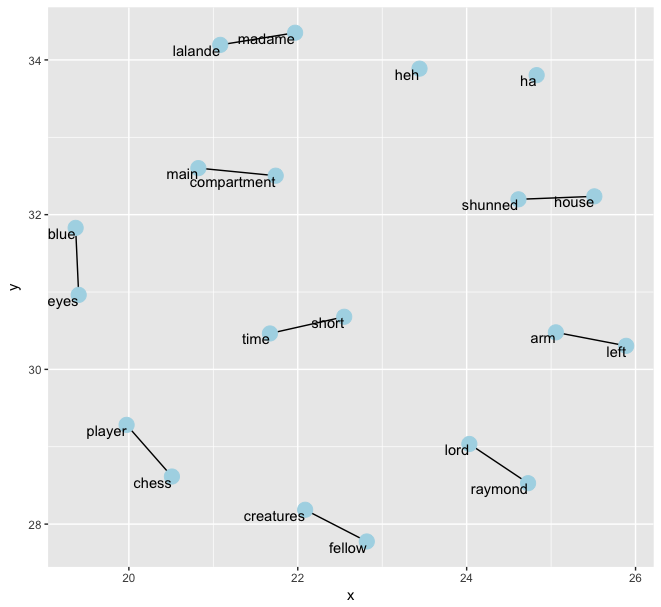 madame
lalande
heh
ha
34
main
compartment
shunned
house
32
blue
eyes
y
short
time
arm
left
30
player
lord
chess
raymond
creatures
28
fellow
20
22
24
26
x